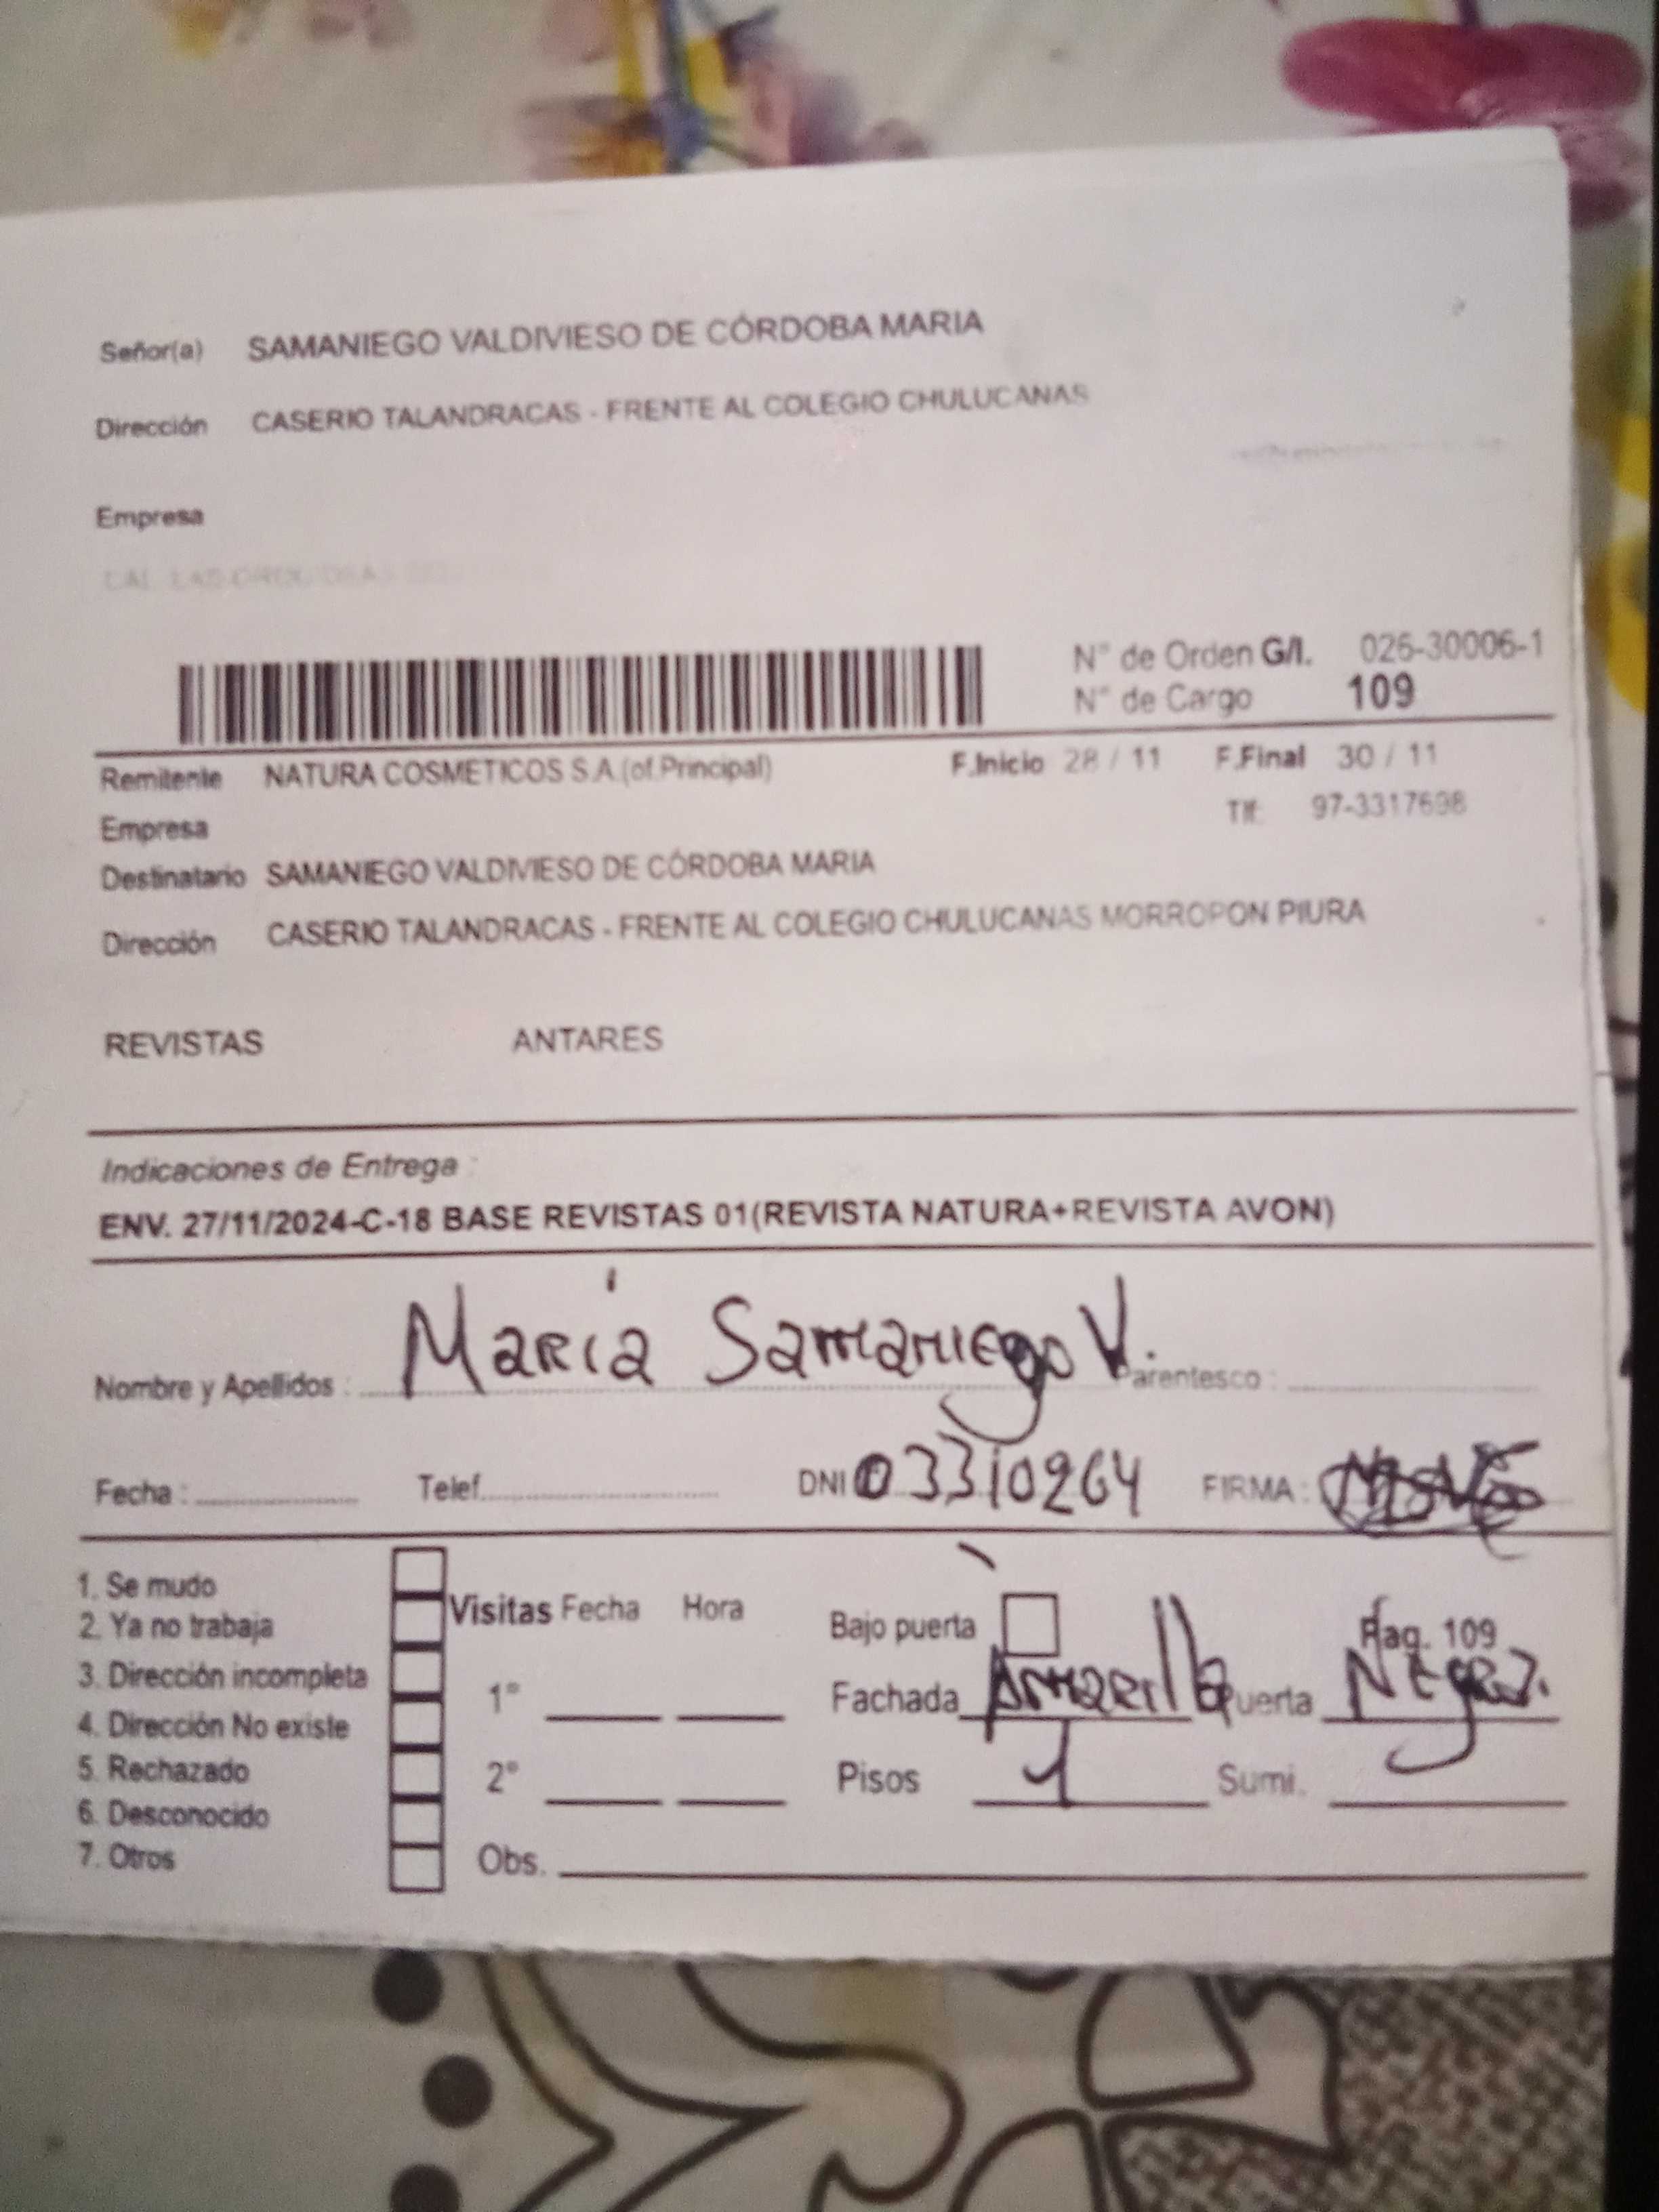 Señor(a) SAMANIEGO VALDIVIESO DE CÓRDOBA MARIA
Dirección CASERIO TALANDRACAS - FRENTE AL COLEGIO CHULUCANAS
Empresa
N° de Orden G/I. 026-30006-1
N° de Cargo 109
Remitente NATURA COSMETICOS S.A.(of.Principal) F.Inicio 28 / 11 F.Final 30 / 11
Empresa Tlf: 97-3317698
Destinatario SAMANIEGO VALDIVIESO DE CÓRDOBA MARIA
Dirección CASERIO TALANDRACAS - FRENTE AL COLEGIO CHULUCANAS MORROPON PIURA
REVISTAS ANTARES
Indicaciones de Entrega :
ENV. 27/11/2024-C-18 BASE REVISTAS 01(REVISTA NATURA+REVISTA AVON)
Nombre y Apellidos : María Samaniego V. Parentesco :
Fecha : Telef. DNI 03310264 FIRMA :
1. Se mudo
2. Ya no trabaja
3. Dirección incompleta
4. Dirección No existe
5. Rechazado
6. Desconocido
7. Otros
Visitas Fecha Hora
1°
2°
Obs.
Bajo puerta Pag. 109
Fachada Amarilla Puerta Negra.
Pisos 1 Sumi.